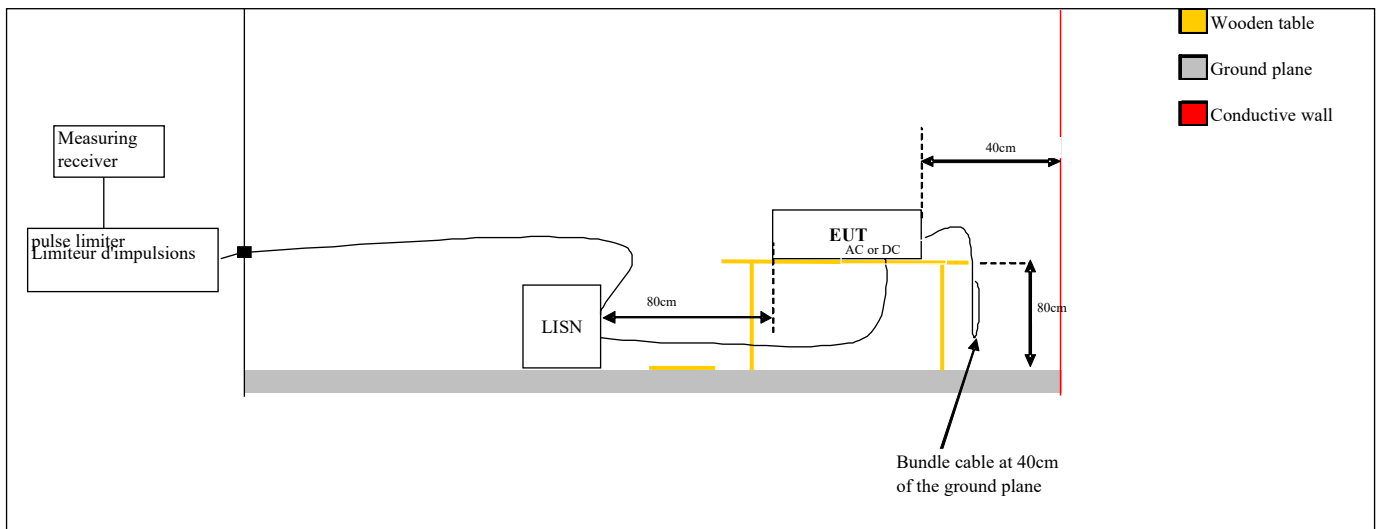 Wooden table
Ground plane
Conductive wall
Measuring
receiver
40cm
pulse limiter
Limiteur d'impulsions
EUT
AC or DC
80cm
80cm
LISN
Bundle cable at 40cm
of the ground plane